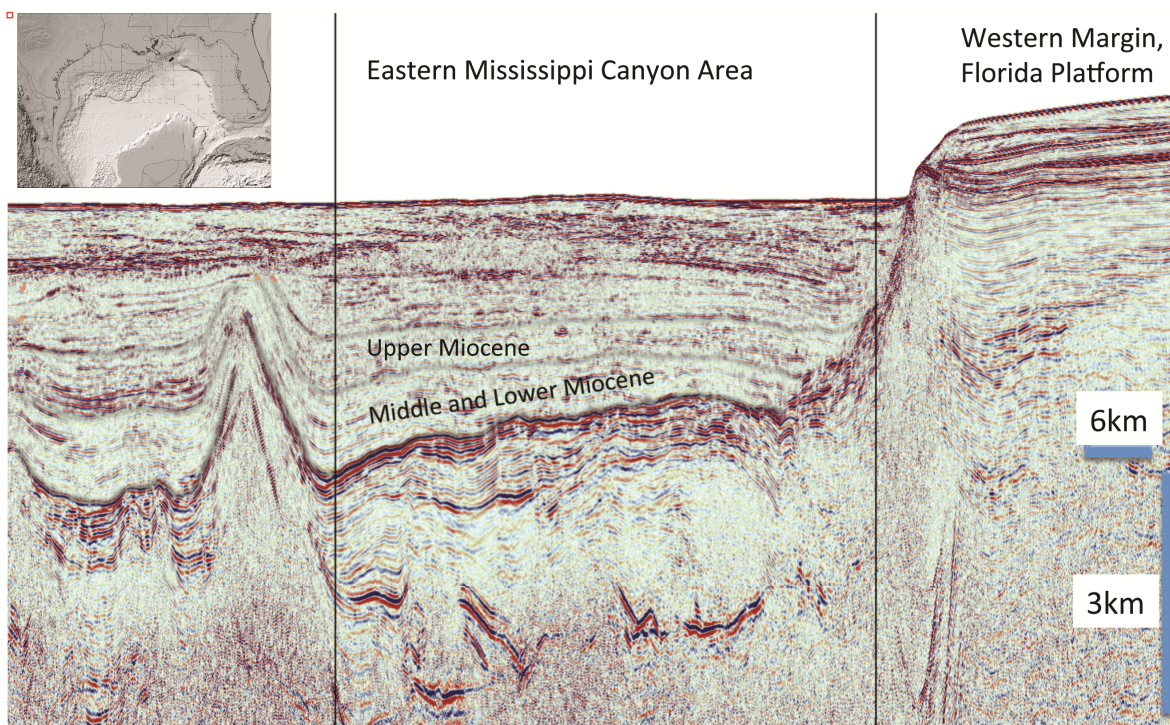 Eastern Mississippi Canyon Area
Western Margin,
Florida Platform
Upper Miocene
Middle and Lower Miocene
6km
3km